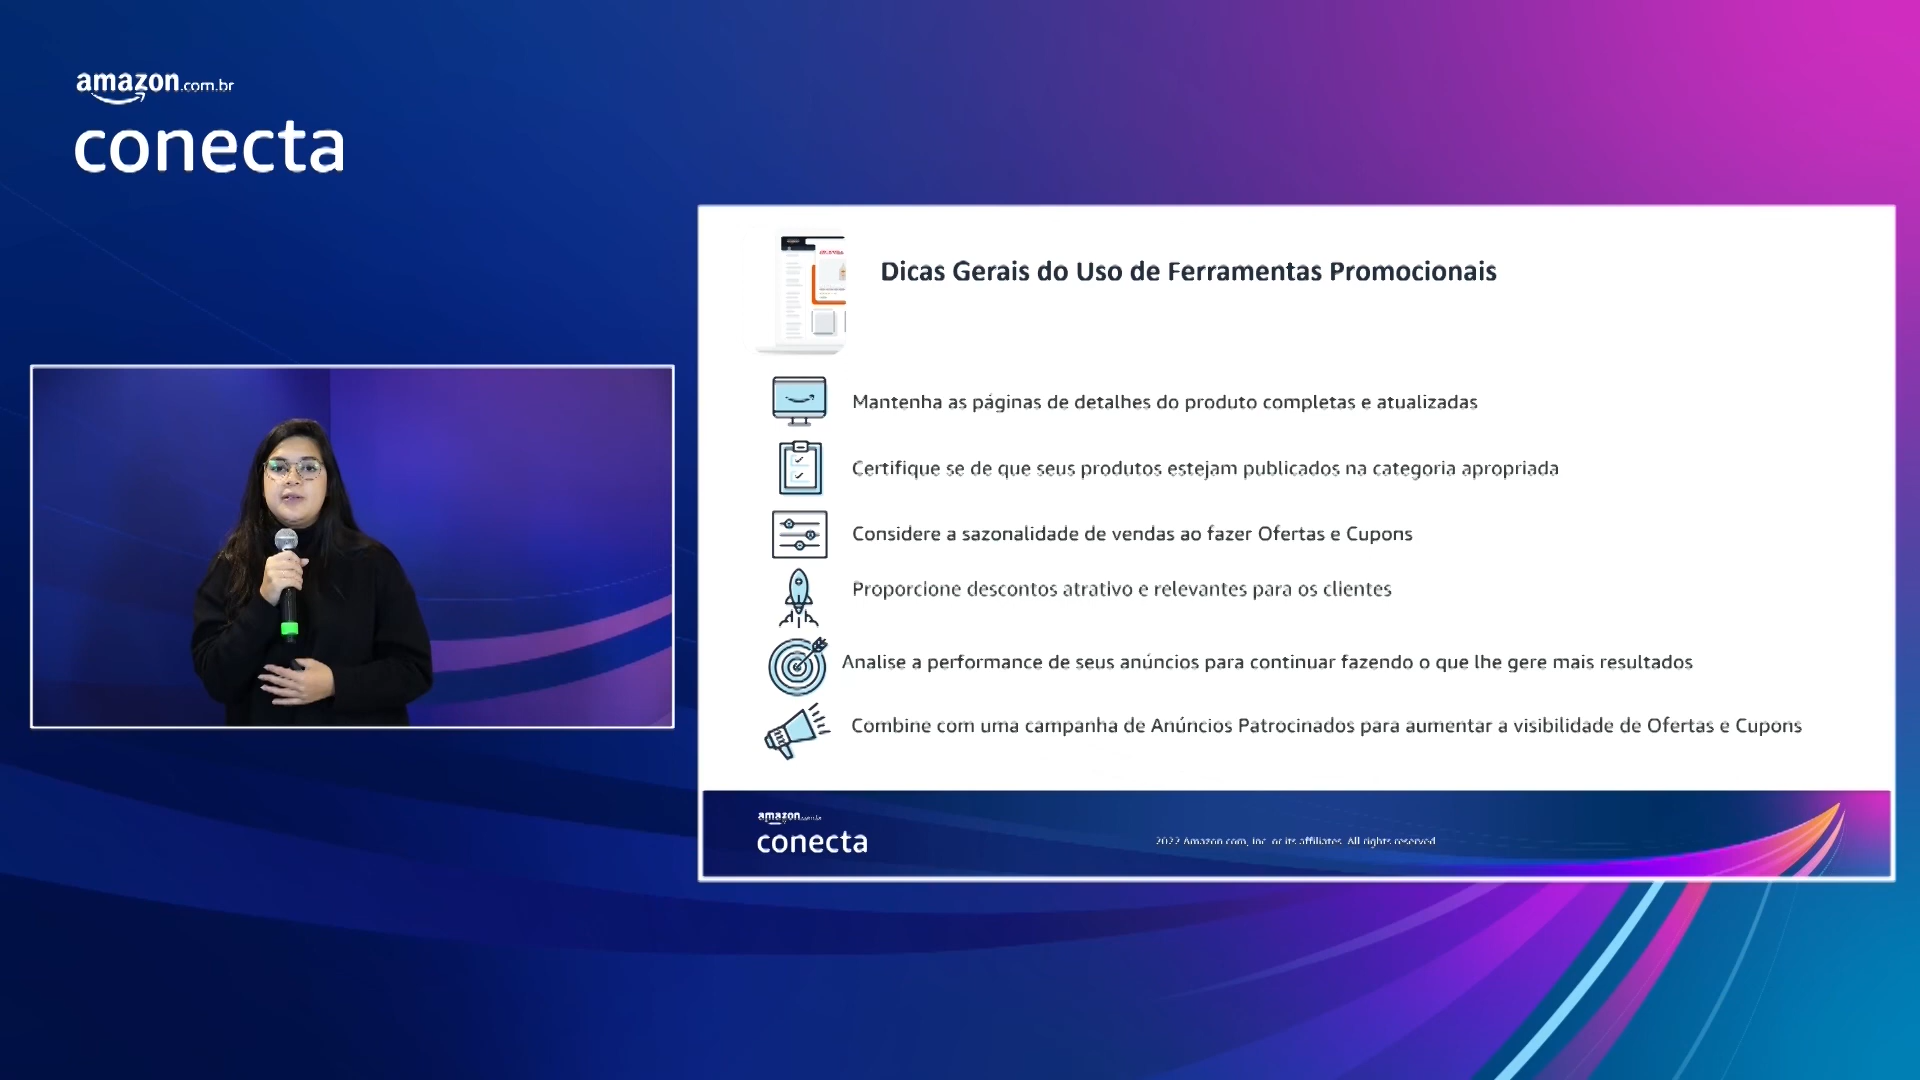 amazon.com.br
conecta
Dicas Gerais do Uso de Ferramentas Promocionais
Mantenha as páginas de detalhes do produto completas e atualizadas
Certifique se de que seus produtos estejam publicados na categoria apropriada
Considere a sazonalidade de vendas ao fazer Ofertas e Cupons
Proporcione descontos atrativo e relevantes para os clientes
Analise a performance de seus anúncios para continuar fazendo o que lhe gere mais resultados
Combine com uma campanha de Anúncios Patrocinados para aumentar a visibilidade de Ofertas e Cupons
amazon.com.br
conecta
2022 Amazon.com, Inc. or its affiliates. All rights reserved